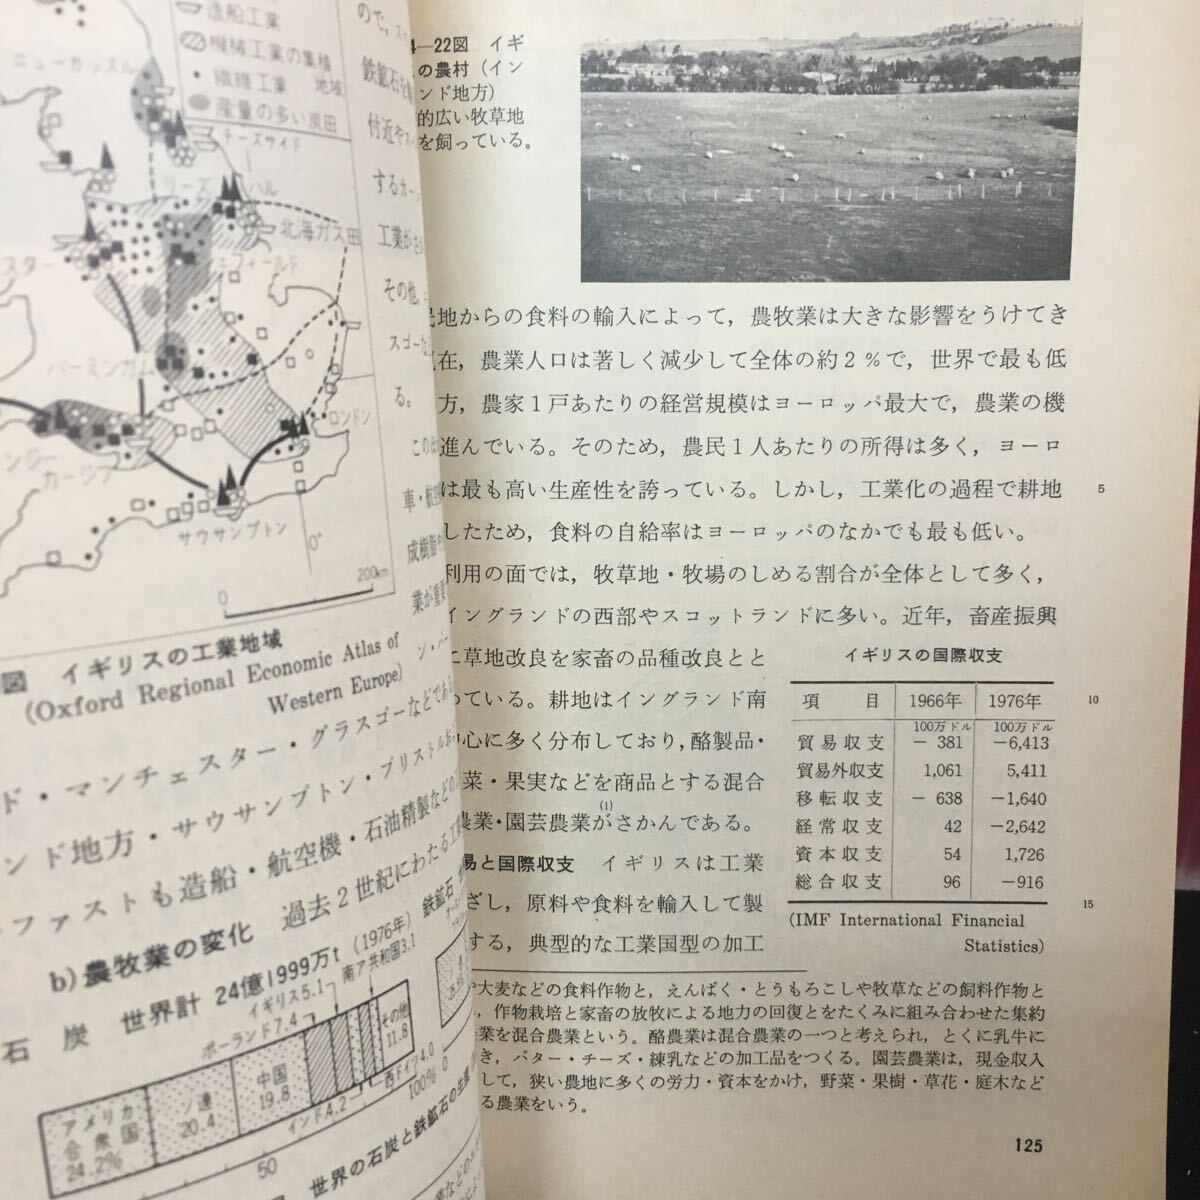 造船工業
機械工業の集積
繊維工業 地域
産量の多い炭田
ニューカッスル
チーズサイド
リーズ
ハル
北海ガス田
シェフィールド
バーミンガム
ロンドン
カージフ
サウサンプトン
0°
0 200km
図 イギリスの工業地域
(Oxford Regional Economic Atlas of
Western Europe)
ド・マンチェスター・グラスゴーなどである
ンド地方・サウサンプトン・ブリストル
ファストも造船・航空機・石油精製などの工
b)農牧業の変化 過去2世紀にわたる工
石 炭 世界計 24億1999万t (1976年)
鉄鉱石
アメリカ合衆国 24.2%
ソ連 20.4
中国 19.8
ポーランド7.4
イギリス5.1
南ア共和国3.1
その他 11.8
インド4.2
西ドイツ4.0
50
100%
0
世界の石炭と鉄鉱石の生産
ので，
鉄鉱石を
付近や
するカー
工業が
その他，
スゴー
る。
この
車・航
成樹脂
業が重要
4―22図 イギ
の農村（イン
ンド地方）
的広い牧草地
を飼っている。
民地からの食料の輸入によって，農牧業は大きな影響をうけてき
在，農業人口は著しく減少して全体の約2％で，世界で最も低
方，農家1戸あたりの経営規模はヨーロッパ最大で，農業の機
進んでいる。そのため，農民1人あたりの所得は多く，ヨーロ
は最も高い生産性を誇っている。しかし，工業化の過程で耕地
5
したため，食料の自給率はヨーロッパのなかでも最も低い。
利用の面では，牧草地・牧場のしめる割合が全体として多く，
イングランドの西部やスコットランドに多い。近年，畜産振興
に草地改良を家畜の品種改良とと
っている。耕地はイングランド南
10
中心に多く分布しており，酪製品・
菜・果実などを商品とする混合
農業・園芸農業(1)がさかんである。
易と国際収支 イギリスは工業
ざし，原料や食料を輸入して製
15
する，典型的な工業国型の加工
イギリスの国際収支
項 目 1966年 1976年
100万ドル 100万ドル
貿易収支 − 381 −6,413
貿易外収支 1,061 5,411
移転収支 − 638 −1,640
経常収支 42 −2,642
資本収支 54 1,726
総合収支 96 −916
(IMF International Financial
Statistics)
や大麦などの食料作物と，えんばく・とうもろこしや牧草などの飼料作物と
，作物栽培と家畜の放牧による地力の回復とをたくみに組み合わせた集約
業を混合農業という。酪農業は混合農業の一つと考えられ，とくに乳牛に
き，バター・チーズ・練乳などの加工品をつくる。園芸農業は，現金収入
して，狭い農地に多くの労力・資本をかけ，野菜・果樹・草花・庭木など
る農業をいう。
125